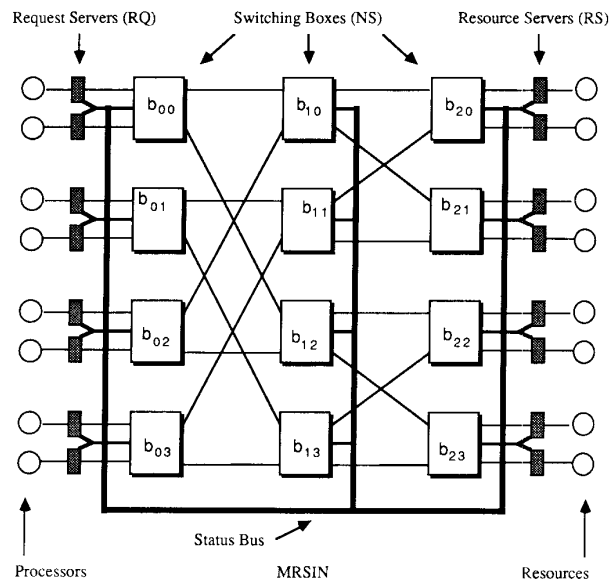 Request Servers (RQ) Switching Boxes (NS) Resource Servers (RS)
b00 b10 b20
b01 b11 b21
b02 b12 b22
b03 b13 b23
Status Bus
Processors MRSIN Resources